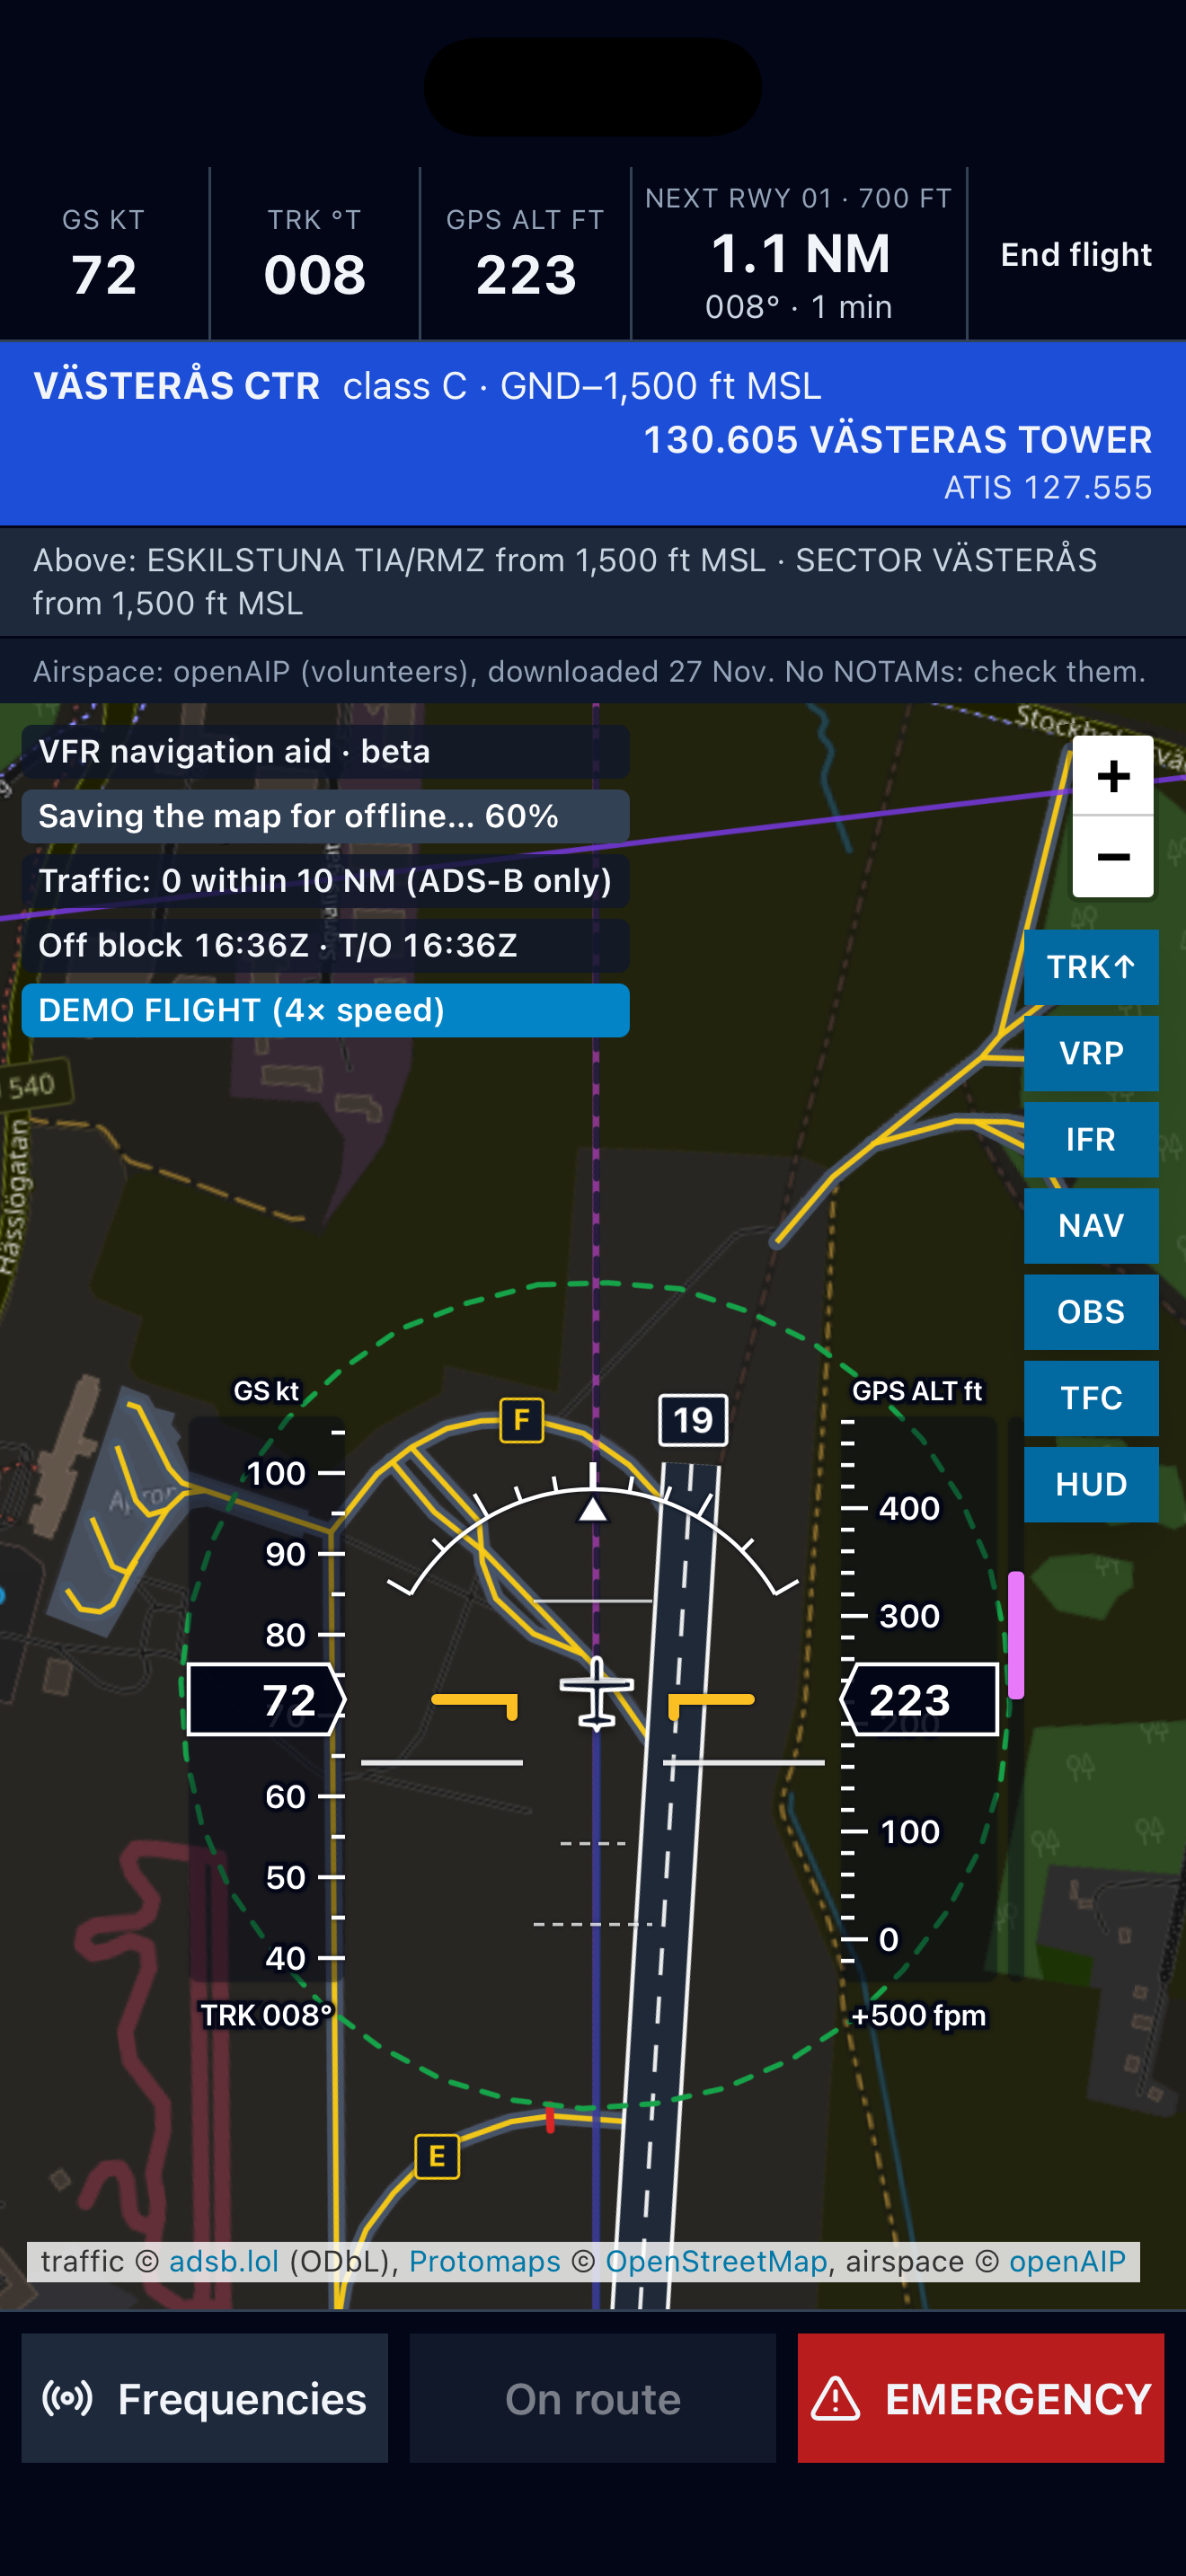 GS KT
72
TRK °T
008
GPS ALT FT
223
NEXT RWY 01 · 700 FT
1.1 NM
008° · 1 min
End flight
VÄSTERÅS CTR class C · GND–1,500 ft MSL
130.605 VÄSTERAS TOWER
ATIS 127.555
Above: ESKILSTUNA TIA/RMZ from 1,500 ft MSL · SECTOR VÄSTERÅS
from 1,500 ft MSL
Airspace: openAIP (volunteers), downloaded 27 Nov. No NOTAMs: check them.
VFR navigation aid · beta
Saving the map for offline... 60%
Traffic: 0 within 10 NM (ADS-B only)
Off block 16:36Z · T/O 16:36Z
DEMO FLIGHT (4× speed)
+
−
TRK↑
VRP
IFR
NAV
OBS
TFC
HUD
540
Hässlögatan
GS kt
GPS ALT ft
F
19
100
90
80
72
60
50
40
400
300
223
200
100
0
TRK 008°
+500 fpm
E
traffic © adsb.lol (ODbL), Protomaps © OpenStreetMap, airspace © openAIP
Frequencies
On route
EMERGENCY